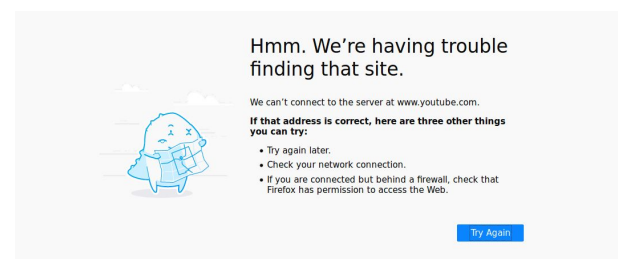 Hmm. We’re having trouble
finding that site.
We can’t connect to the server at www.youtube.com.
If that address is correct, here are three other things
you can try:
• Try again later.
• Check your network connection.
• If you are connected but behind a firewall, check that
Firefox has permission to access the Web.
Try Again